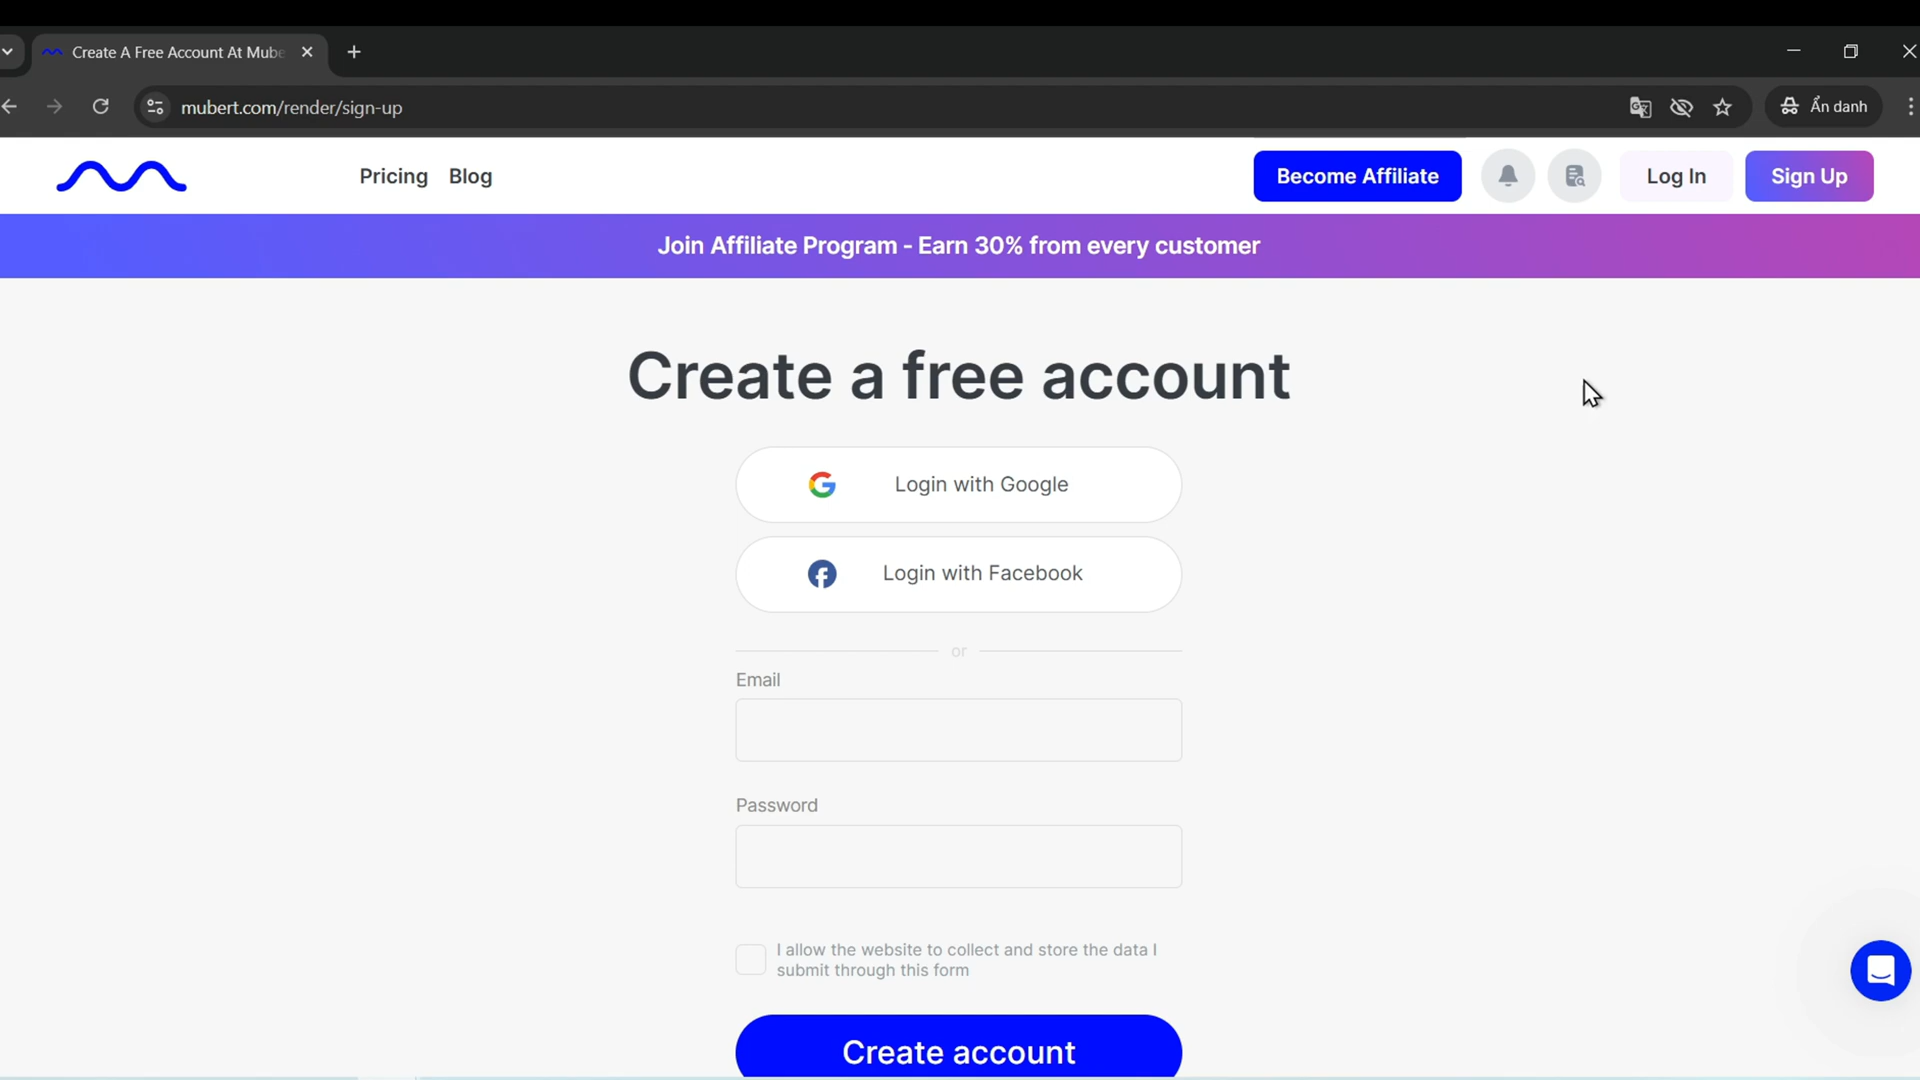 Create A Free Account At Mube
mubert.com/render/sign-up
Ẩn danh
Pricing Blog
Become Affiliate
Log In
Sign Up
Join Affiliate Program - Earn 30% from every customer
Create a free account
Login with Google
Login with Facebook
or
Email
Password
I allow the website to collect and store the data I
submit through this form
Create account